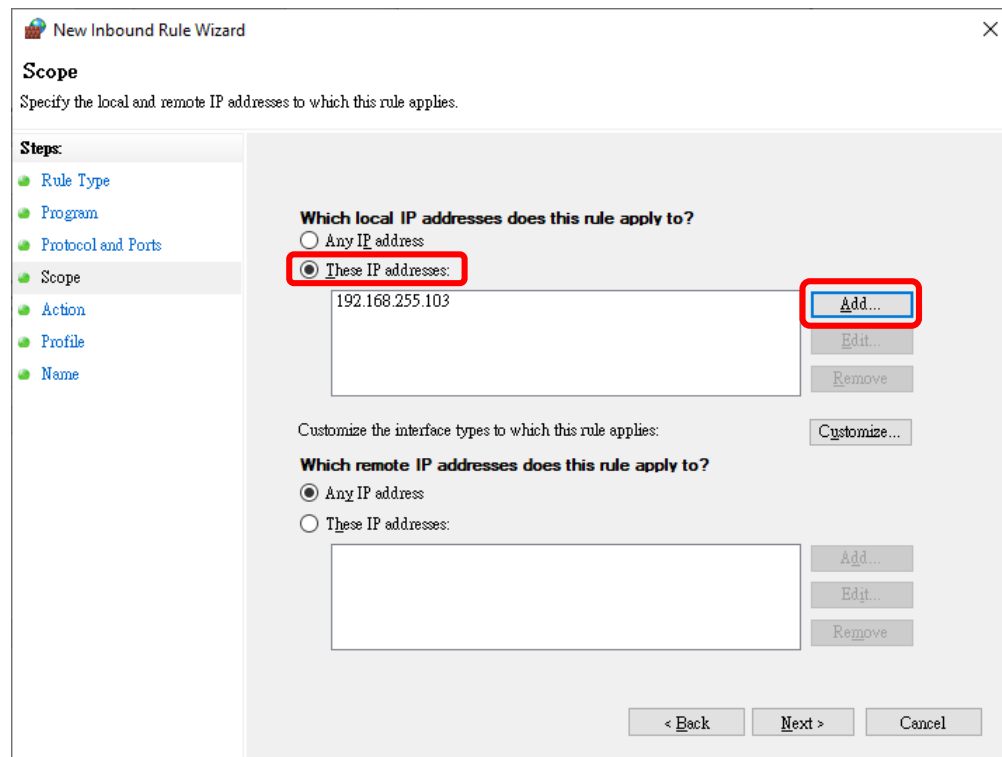 New Inbound Rule Wizard
Scope
Specify the local and remote IP addresses to which this rule applies.
Steps:
Rule Type
Program
Protocol and Ports
Scope
Action
Profile
Name
Which local IP addresses does this rule apply to?
Any IP address
These IP addresses:
192.168.255.103
Add...
Edit...
Remove
Customize the interface types to which this rule applies:
Customize...
Which remote IP addresses does this rule apply to?
Any IP address
These IP addresses:
Add...
Edit...
Remove
< Back
Next >
Cancel